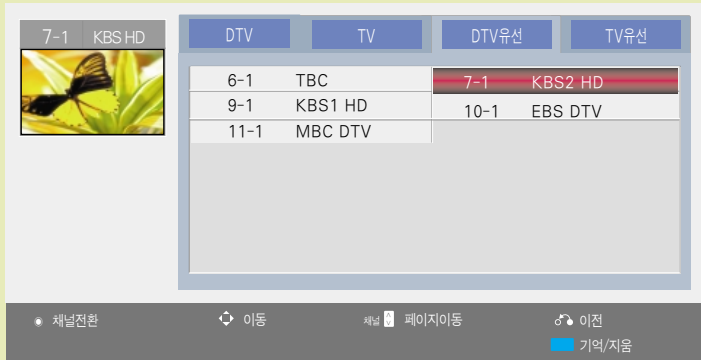 7-1 KBS HD
DTV TV DTV유선 TV유선
6-1 TBC 7-1 KBS2 HD
9-1 KBS1 HD 10-1 EBS DTV
11-1 MBC DTV
채널전환 이동 채널 페이지이동 이전
기억/지움